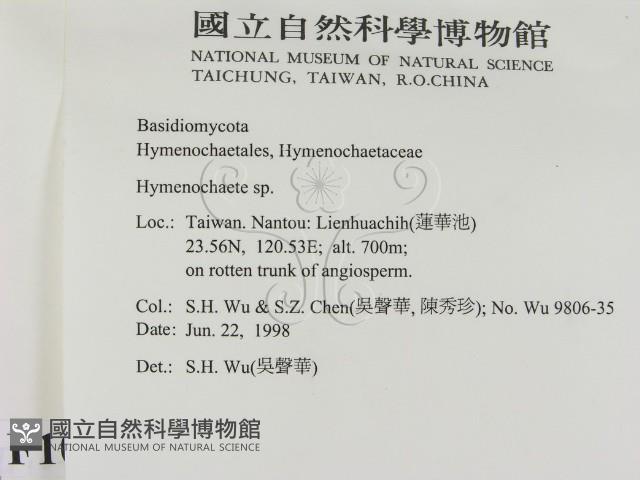 國立自然科學博物館
NATIONAL MUSEUM OF NATURAL SCIENCE
TAICHUNG, TAIWAN, R.O.CHINA
Basidiomycota
Hymenochaetales, Hymenochaetaceae
Hymenochaete sp.
Loc.: Taiwan. Nantou: Lienhuachih(蓮華池)
23.56N, 120.53E; alt. 700m;
on rotten trunk of angiosperm.
Col.: S.H. Wu & S.Z. Chen(吳聲華, 陳秀珍); No. Wu 9806-35
Date: Jun. 22, 1998
Det.: S.H. Wu(吳聲華)
國立自然科學博物館
NATIONAL MUSEUM OF NATURAL SCIENCE